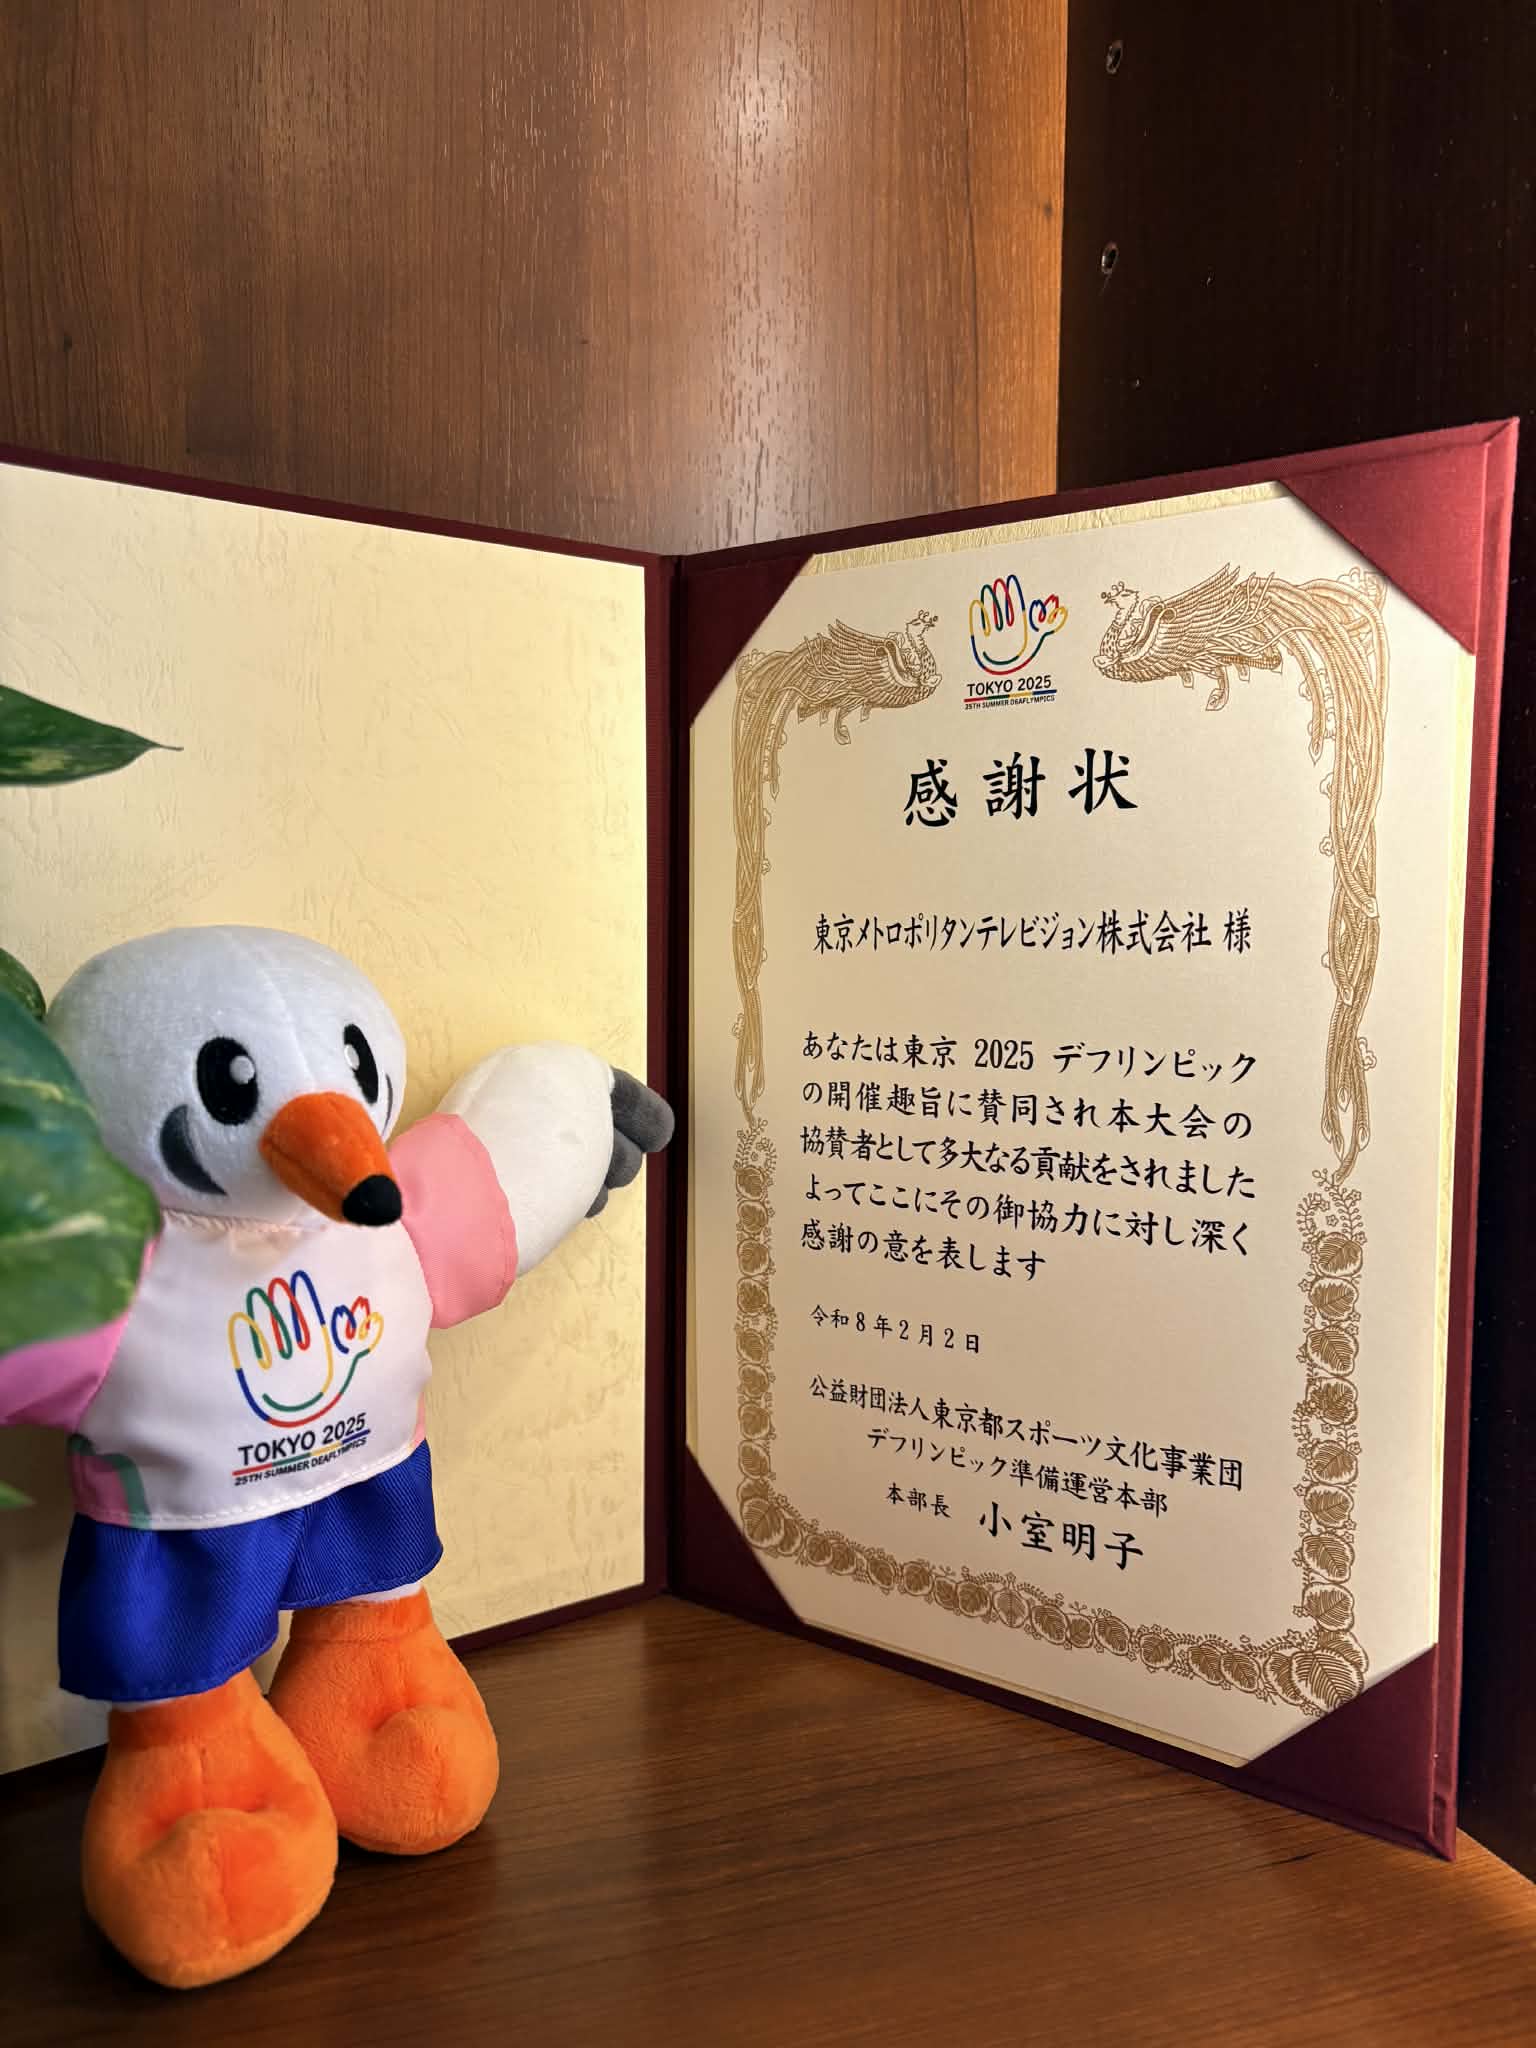 TOKYO 2025
25TH SUMMER DEAFLYMPICS
感謝状
東京メトロポリタンテレビジョン株式会社 様
あなたは東京 2025 デフリンピック
の開催趣旨に賛同され本大会の
協賛者として多大なる貢献をされました
よってここにその御協力に対し深く
感謝の意を表します
令和8年2月2日
公益財団法人東京都スポーツ文化事業団
デフリンピック準備運営本部
本部長 小室明子
TOKYO 2025
25TH SUMMER DEAFLYMPICS